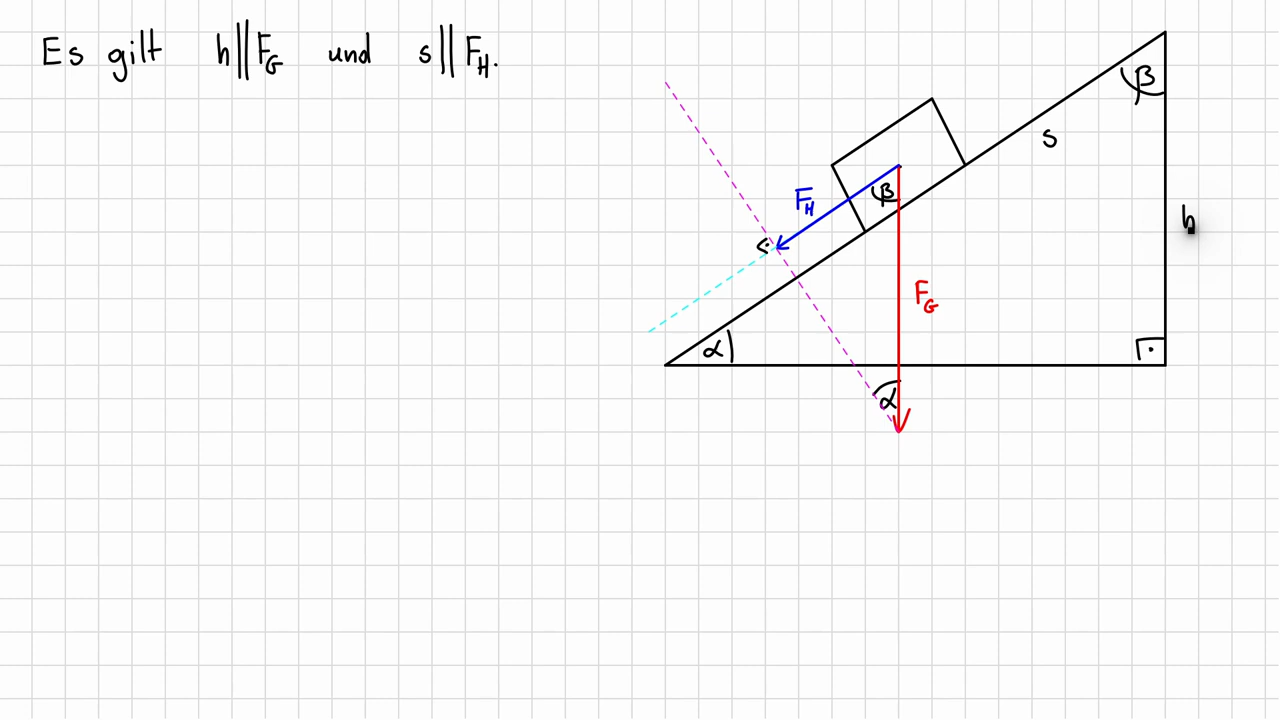 Es gilt h||F_G und s||F_H.
β
s
F_H
β
h
F_G
α
α